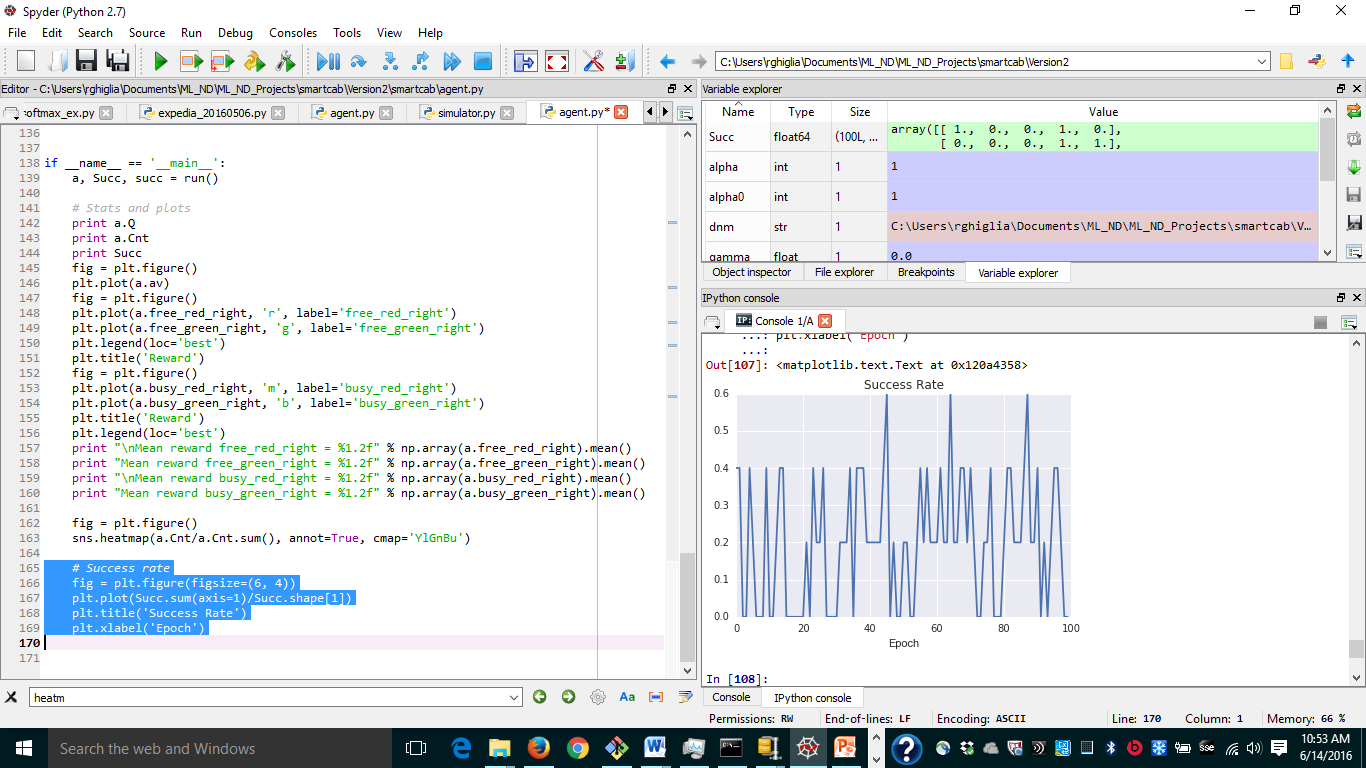 Spyder (Python 2.7)
File Edit Search Source Run Debug Consoles Tools View Help
C:\Users\rghiglia\Documents\ML_ND\ML_ND_Projects\smartcab\Version2
Editor - C:\Users\rghiglia\Documents\ML_ND\ML_ND_Projects\smartcab\Version2\smartcab\agent.py
oftmax_ex.py expedia_20160506.py agent.py simulator.py agent.py*
136
137
138 if __name__ == '__main__':
139 a, Succ, succ = run()
140
141 # Stats and plots
142 print a.Q
143 print a.Cnt
144 print Succ
145 fig = plt.figure()
146 plt.plot(a.av)
147 fig = plt.figure()
148 plt.plot(a.free_red_right, 'r', label='free_red_right')
149 plt.plot(a.free_green_right, 'g', label='free_green_right')
150 plt.legend(loc='best')
151 plt.title('Reward')
152 fig = plt.figure()
153 plt.plot(a.busy_red_right, 'm', label='busy_red_right')
154 plt.plot(a.busy_green_right, 'b', label='busy_green_right')
155 plt.title('Reward')
156 plt.legend(loc='best')
157 print "\nMean reward free_red_right = %1.2f" % np.array(a.free_red_right).mean()
158 print "Mean reward free_green_right = %1.2f" % np.array(a.free_green_right).mean()
159 print "\nMean reward busy_red_right = %1.2f" % np.array(a.busy_red_right).mean()
160 print "Mean reward busy_green_right = %1.2f" % np.array(a.busy_green_right).mean()
161
162 fig = plt.figure()
163 sns.heatmap(a.Cnt/a.Cnt.sum(), annot=True, cmap='YlGnBu')
164
165 # Success rate
166 fig = plt.figure(figsize=(6, 4))
167 plt.plot(Succ.sum(axis=1)/Succ.shape[1])
168 plt.title('Success Rate')
169 plt.xlabel('Epoch')
170
171
heatm
Aa
Variable explorer
Name Type Size Value
Succ float64 (100L, ... array([[ 1., 0., 0., 1., 0.],
[ 0., 0., 0., 1., 1.],
alpha int 1 1
alpha0 int 1 1
dnm str 1 C:\Users\rghiglia\Documents\ML_ND\ML_ND_Projects\smartcab\V...
gamma float 1 0.0
Object inspector File explorer Breakpoints Variable explorer
IPython console
IP: Console 1/A
...: plt.xlabel('Epoch')
...:
Out[107]: <matplotlib.text.Text at 0x120a4358>
Success Rate
0.6
0.5
0.4
0.3
0.2
0.1
0.0
0 20 40 60 80 100
Epoch
In [108]:
Console IPython console
Permissions: RW End-of-lines: LF Encoding: ASCII Line: 170 Column: 1 Memory: 66 %
Search the web and Windows
10:53 AM
6/14/2016